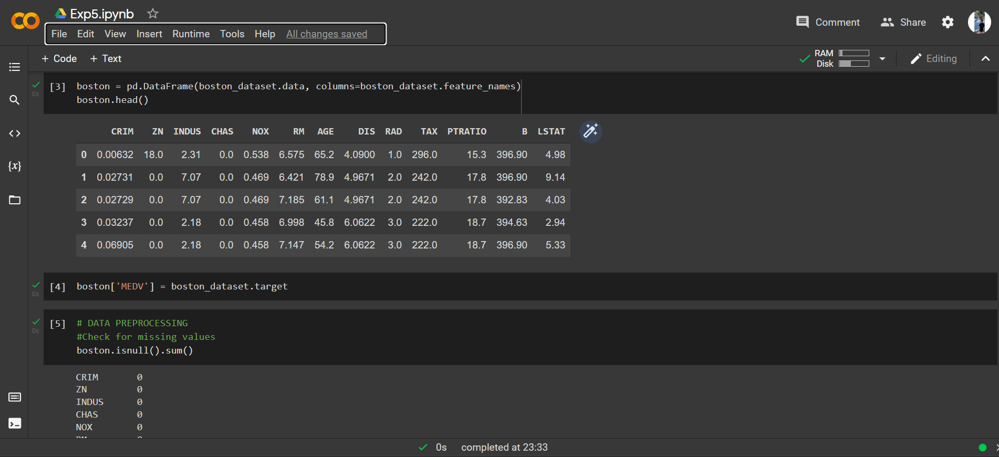 Exp5.ipynb
File Edit View Insert Runtime Tools Help All changes saved
Comment Share
+ Code + Text
RAM
Disk
Editing
[3] boston = pd.DataFrame(boston_dataset.data, columns=boston_dataset.feature_names)
0s
boston.head()
CRIM ZN INDUS CHAS NOX RM AGE DIS RAD TAX PTRATIO B LSTAT
0 0.00632 18.0 2.31 0.0 0.538 6.575 65.2 4.0900 1.0 296.0 15.3 396.90 4.98
1 0.02731 0.0 7.07 0.0 0.469 6.421 78.9 4.9671 2.0 242.0 17.8 396.90 9.14
2 0.02729 0.0 7.07 0.0 0.469 7.185 61.1 4.9671 2.0 242.0 17.8 392.83 4.03
3 0.03237 0.0 2.18 0.0 0.458 6.998 45.8 6.0622 3.0 222.0 18.7 394.63 2.94
4 0.06905 0.0 2.18 0.0 0.458 7.147 54.2 6.0622 3.0 222.0 18.7 396.90 5.33
[4] boston['MEDV'] = boston_dataset.target
0s
[5] # DATA PREPROCESSING
0s
#Check for missing values
boston.isnull().sum()
CRIM 0
ZN 0
INDUS 0
CHAS 0
NOX 0
{x}
0s completed at 23:33